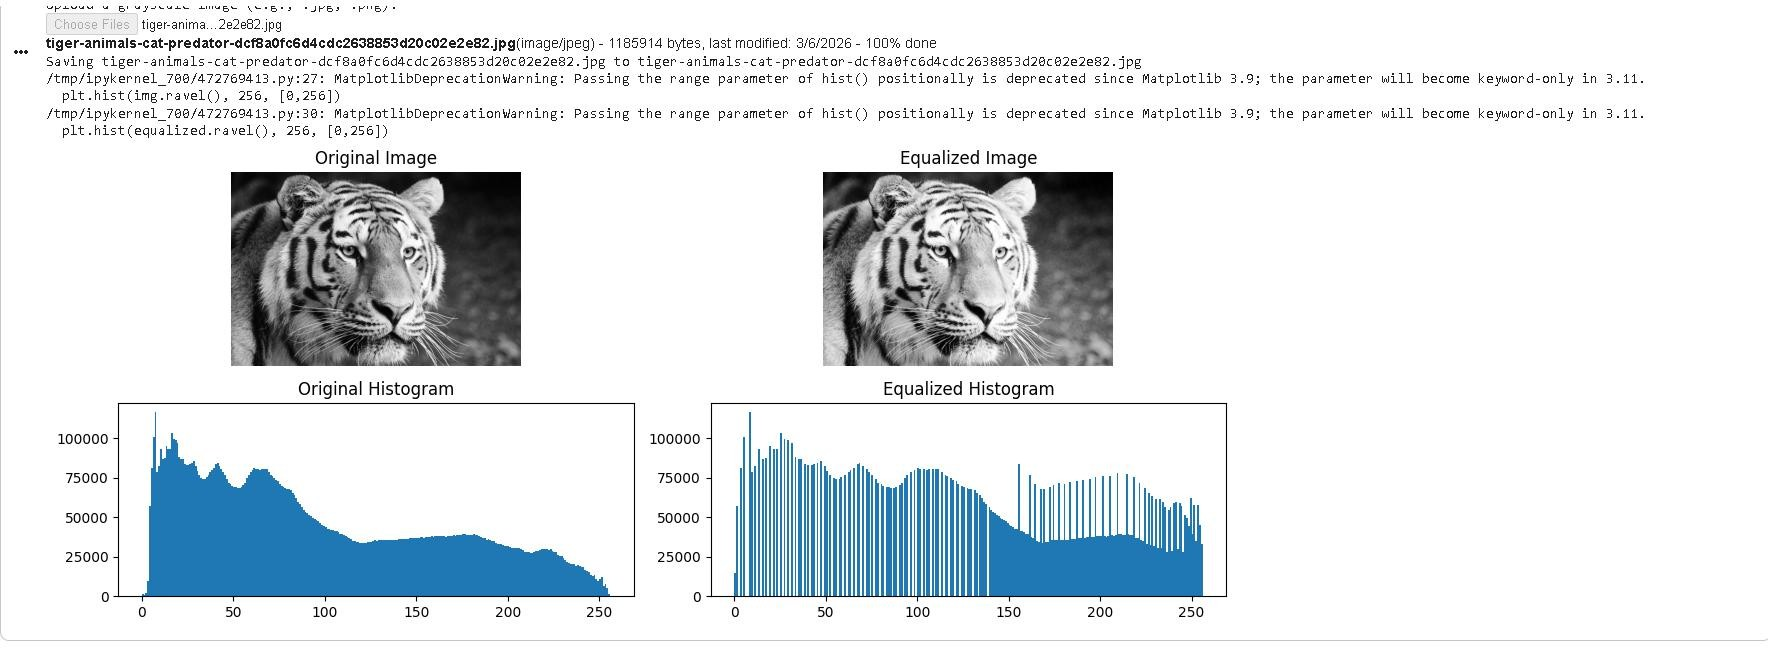 Upload a grayscale image (e.g., .jpg, .png).
Choose Files tiger-anima...2e2e82.jpg
tiger-animals-cat-predator-dcf8a0fc6d4cdc2638853d20c02e2e82.jpg(image/jpeg) - 1185914 bytes, last modified: 3/6/2026 - 100% done
Saving tiger-animals-cat-predator-dcf8a0fc6d4cdc2638853d20c02e2e82.jpg to tiger-animals-cat-predator-dcf8a0fc6d4cdc2638853d20c02e2e82.jpg
/tmp/ipykernel_700/472769413.py:27: MatplotlibDeprecationWarning: Passing the range parameter of hist() positionally is deprecated since Matplotlib 3.9; the parameter will become keyword-only in 3.11.
plt.hist(img.ravel(), 256, [0,256])
/tmp/ipykernel_700/472769413.py:30: MatplotlibDeprecationWarning: Passing the range parameter of hist() positionally is deprecated since Matplotlib 3.9; the parameter will become keyword-only in 3.11.
plt.hist(equalized.ravel(), 256, [0,256])
Original Image
Equalized Image
Original Histogram
100000
75000
50000
25000
0
0 50 100 150 200 250
Equalized Histogram
100000
75000
50000
25000
0
0 50 100 150 200 250